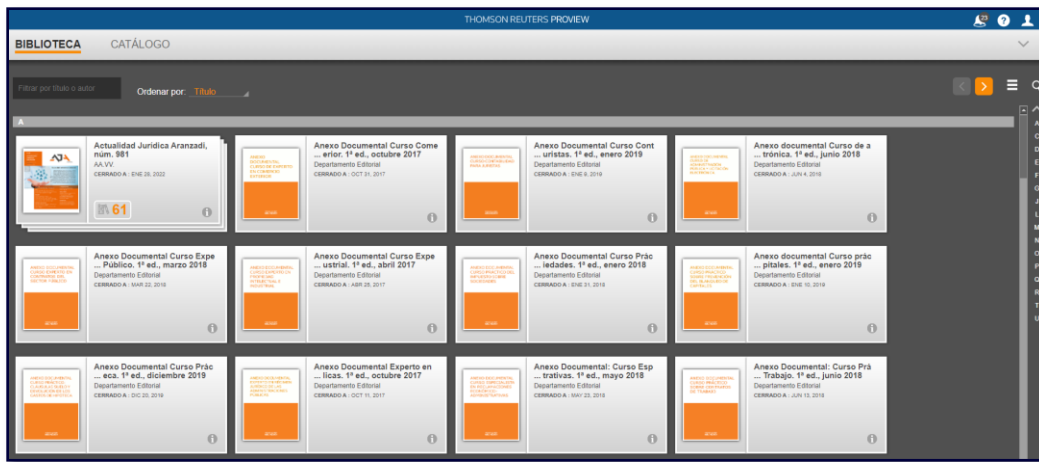 THOMSON REUTERS PROVIEW
23
BIBLIOTECA CATÁLOGO
Filtrar por título o autor
Ordenar por: Título
A
Actualidad Jurídica Aranzadi,
núm. 981
AA.VV.
CERRADO A : ENE 28, 2022
61
Anexo Documental Curso Come
... erior. 1ª ed., octubre 2017
Departamento Editorial
CERRADO A : OCT 31, 2017
Anexo Documental Curso Cont
... uristas. 1ª ed., enero 2019
Departamento Editorial
CERRADO A : ENE 9, 2019
Anexo Documental Curso de a
... trónica. 1ª ed., junio 2018
Departamento Editorial
CERRADO A : JUN 4, 2018
Anexo Documental Curso Expe
... Público. 1ª ed., marzo 2018
Departamento Editorial
CERRADO A : MAR 22, 2018
Anexo Documental Curso Expe
... ustrial. 1ª ed., abril 2017
Departamento Editorial
CERRADO A : ABR 25, 2017
Anexo Documental Curso Prác
... iedades. 1ª ed., enero 2018
Departamento Editorial
CERRADO A : ENE 31, 2018
Anexo documental Curso prác
... pitales. 1ª ed., enero 2019
Departamento Editorial
CERRADO A : ENE 10, 2019
Anexo Documental Curso Prác
... eca. 1ª ed., diciembre 2019
Departamento Editorial
CERRADO A : DIC 20, 2019
Anexo Documental Experto en
... licas. 1ª ed., octubre 2017
Departamento Editorial
CERRADO A : OCT 11, 2017
Anexo Documental: Curso Esp
... trativas. 1ª ed., mayo 2018
Departamento Editorial
Anexo Documental: Curso Prá
... Trabajo. 1ª ed., junio 2018
Departamento Editorial
CERRADO A : JUN 13, 2018
A
C
D
E
F
G
J
L
M
N
O
P
Q
R
T
U